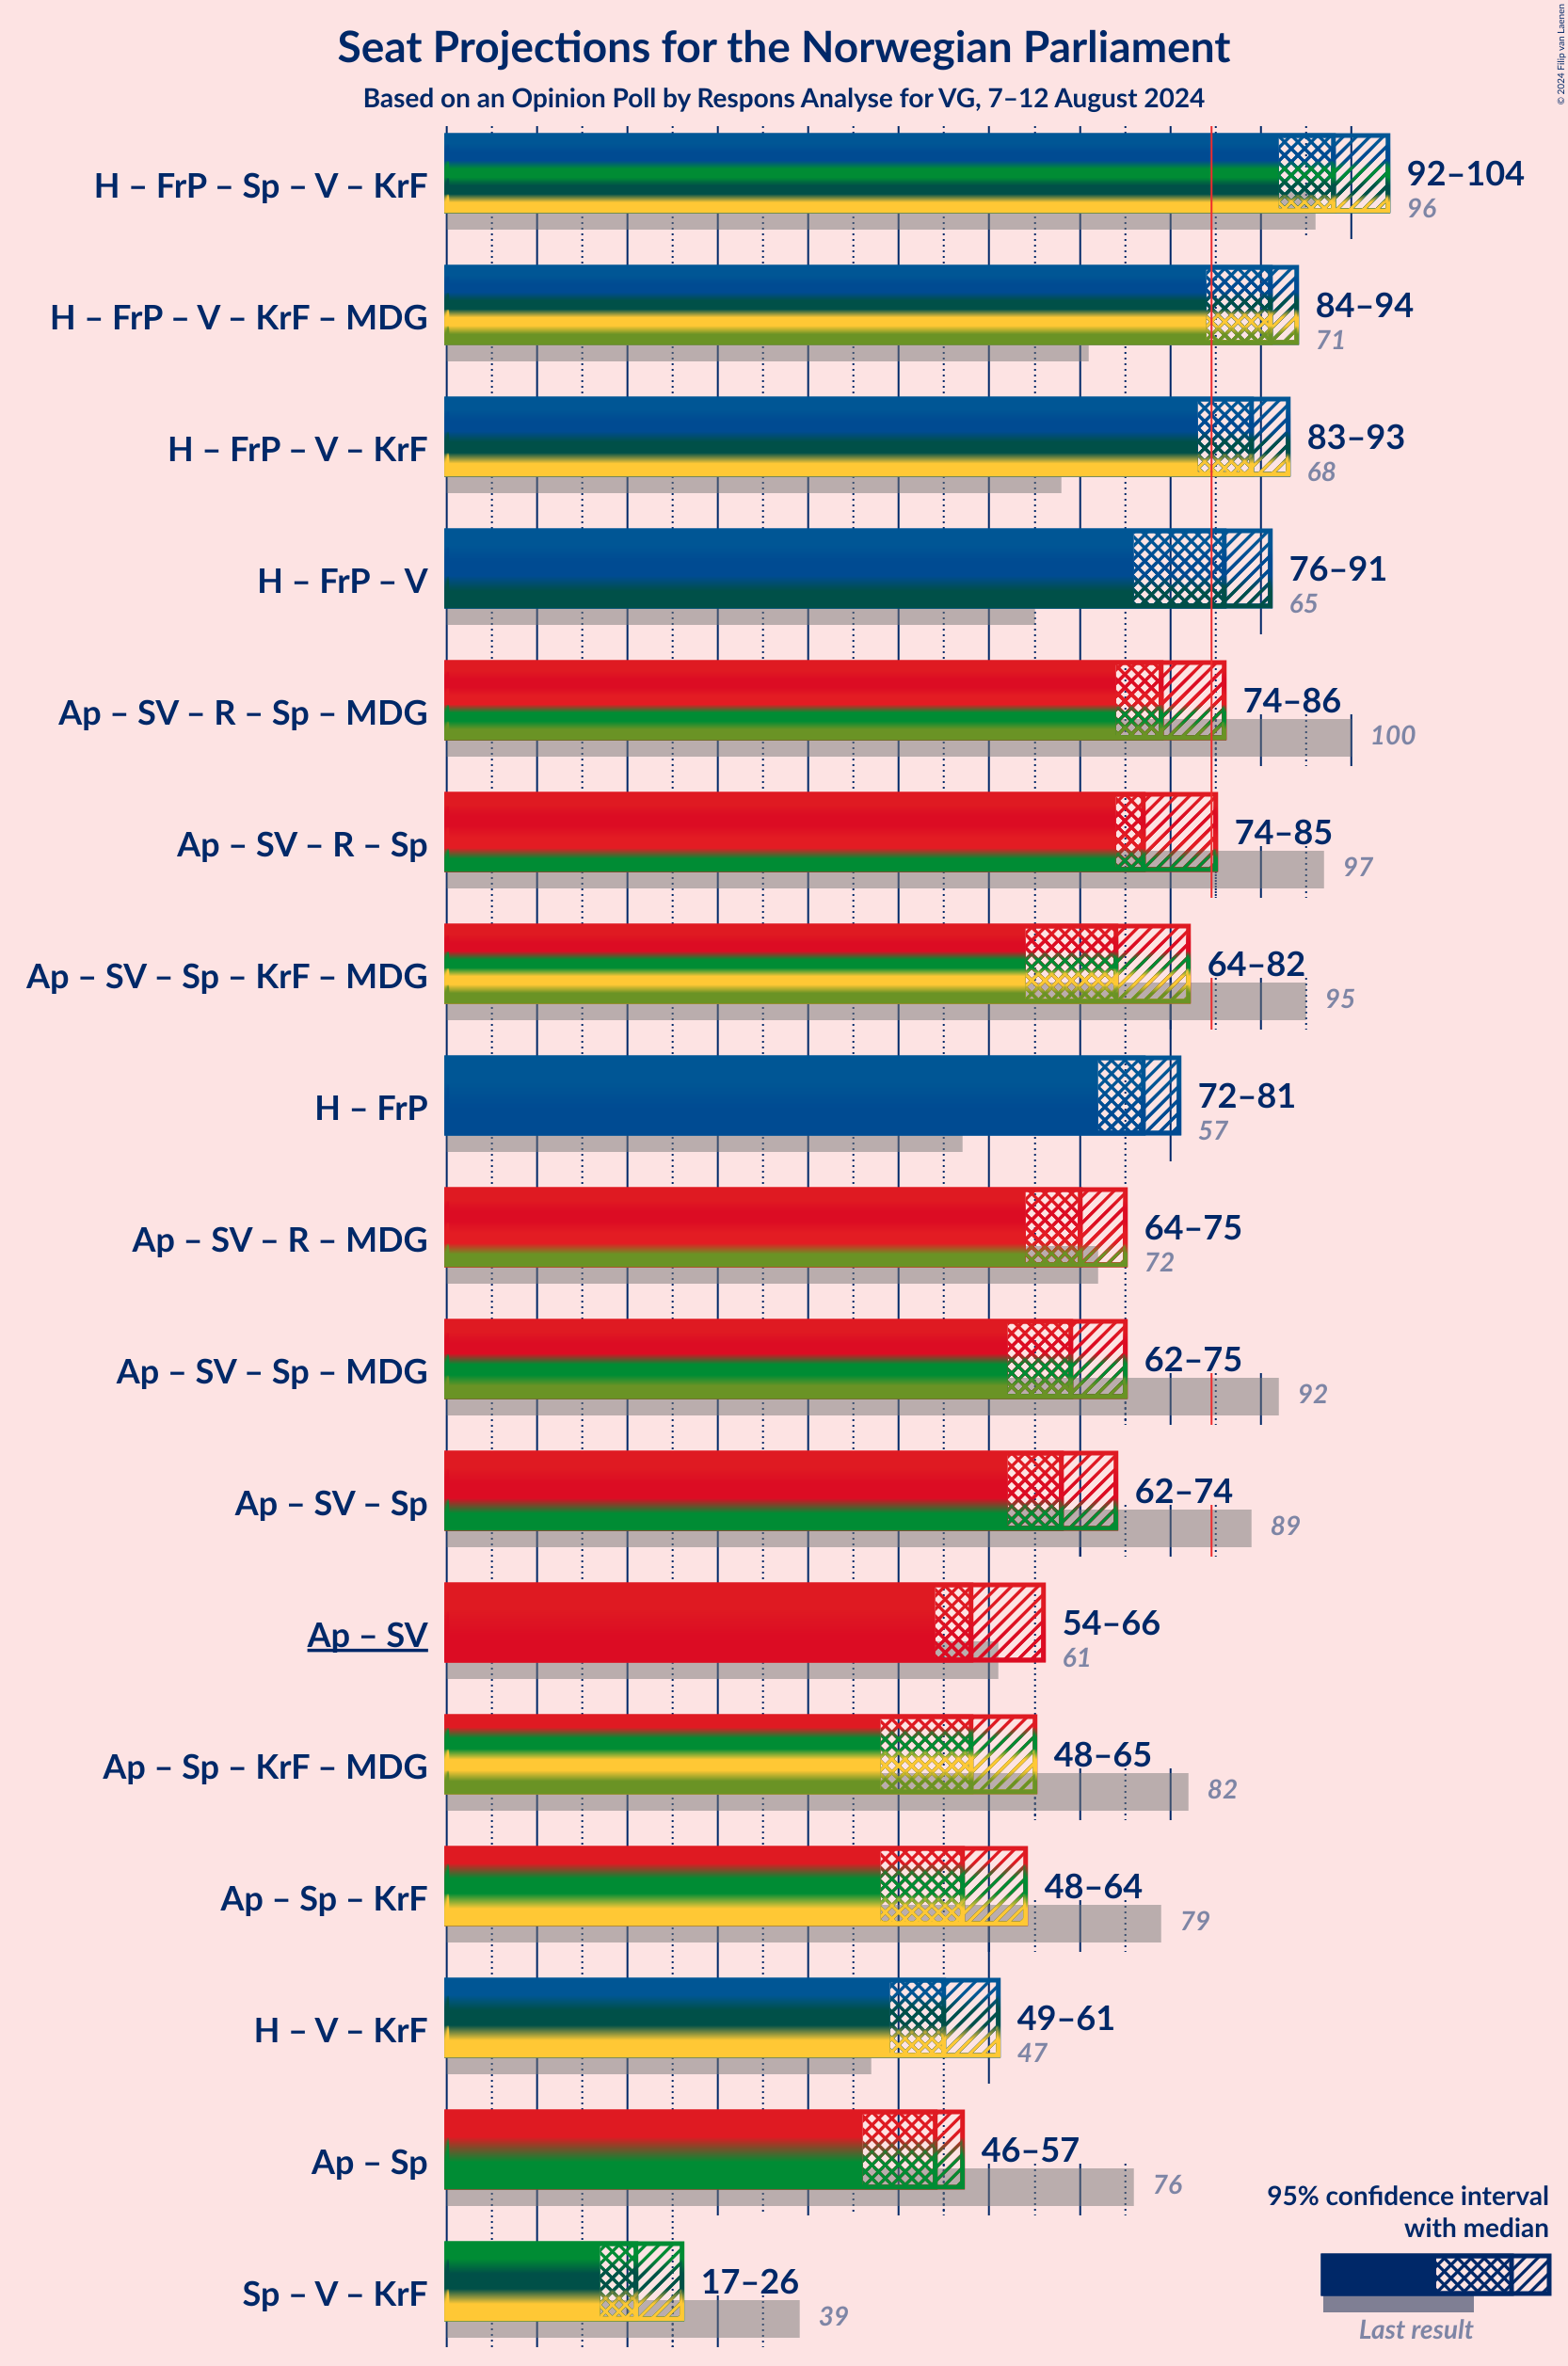 Seat Projections for the Norwegian Parliament
Based on an Opinion Poll by Respons Analyse for VG, 7–12 August 2024
© 2024 Filip van Laenen
H – FrP – Sp – V – KrF
92–104
96
H – FrP – V – KrF – MDG
84–94
71
H – FrP – V – KrF
83–93
68
H – FrP – V
76–91
65
Ap – SV – R – Sp – MDG
74–86
100
Ap – SV – R – Sp
74–85
97
Ap – SV – Sp – KrF – MDG
64–82
95
H – FrP
72–81
57
Ap – SV – R – MDG
64–75
72
Ap – SV – Sp – MDG
62–75
92
Ap – SV – Sp
62–74
89
Ap – SV
54–66
61
Ap – Sp – KrF – MDG
48–65
82
Ap – Sp – KrF
48–64
79
H – V – KrF
49–61
47
Ap – Sp
46–57
76
Sp – V – KrF
17–26
39
95% confidence interval
with median
Last result